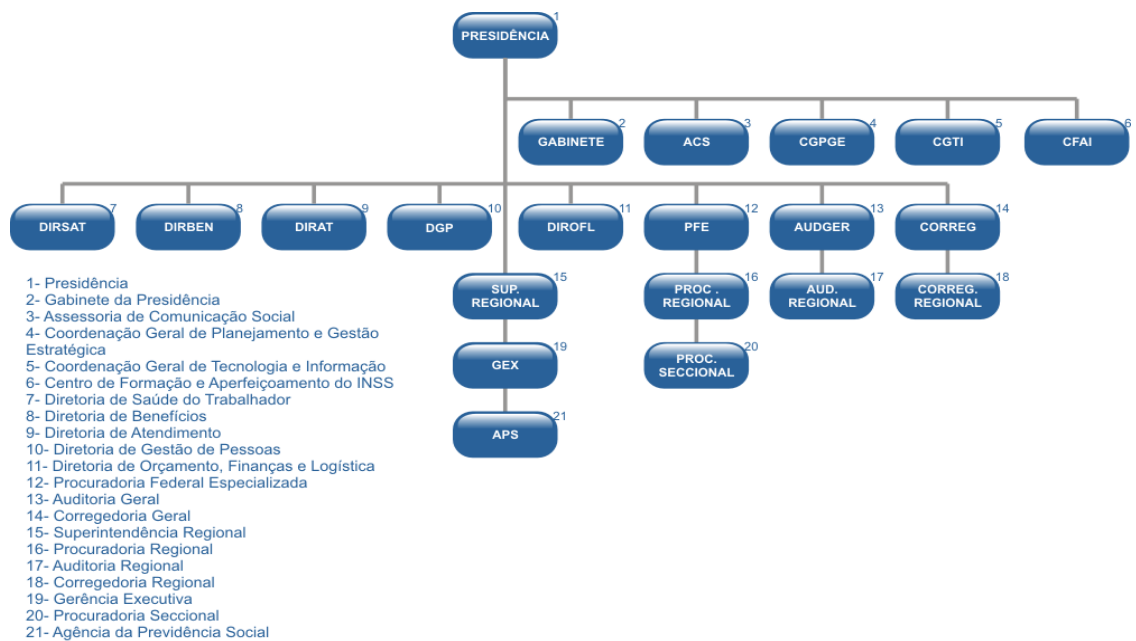 1
PRESIDÊNCIA
2
GABINETE
3
ACS
4
CGPGE
5
CGTI
6
CFAI
7
DIRSAT
8
DIRBEN
9
DIRAT
10
DGP
11
DIROFL
12
PFE
13
AUDGER
14
CORREG
15
SUP.
REGIONAL
16
PROC .
REGIONAL
17
AUD.
REGIONAL
18
CORREG.
REGIONAL
19
GEX
20
PROC.
SECCIONAL
21
APS
1- Presidência
2- Gabinete da Presidência
3- Assessoria de Comunicação Social
4- Coordenação Geral de Planejamento e Gestão
Estratégica
5- Coordenação Geral de Tecnologia e Informação
6- Centro de Formação e Aperfeiçoamento do INSS
7- Diretoria de Saúde do Trabalhador
8- Diretoria de Benefícios
9- Diretoria de Atendimento
10- Diretoria de Gestão de Pessoas
11- Diretoria de Orçamento, Finanças e Logística
12- Procuradoria Federal Especializada
13- Auditoria Geral
14- Corregedoria Geral
15- Superintendência Regional
16- Procuradoria Regional
17- Auditoria Regional
18- Corregedoria Regional
19- Gerência Executiva
20- Procuradoria Seccional
21- Agência da Previdência Social